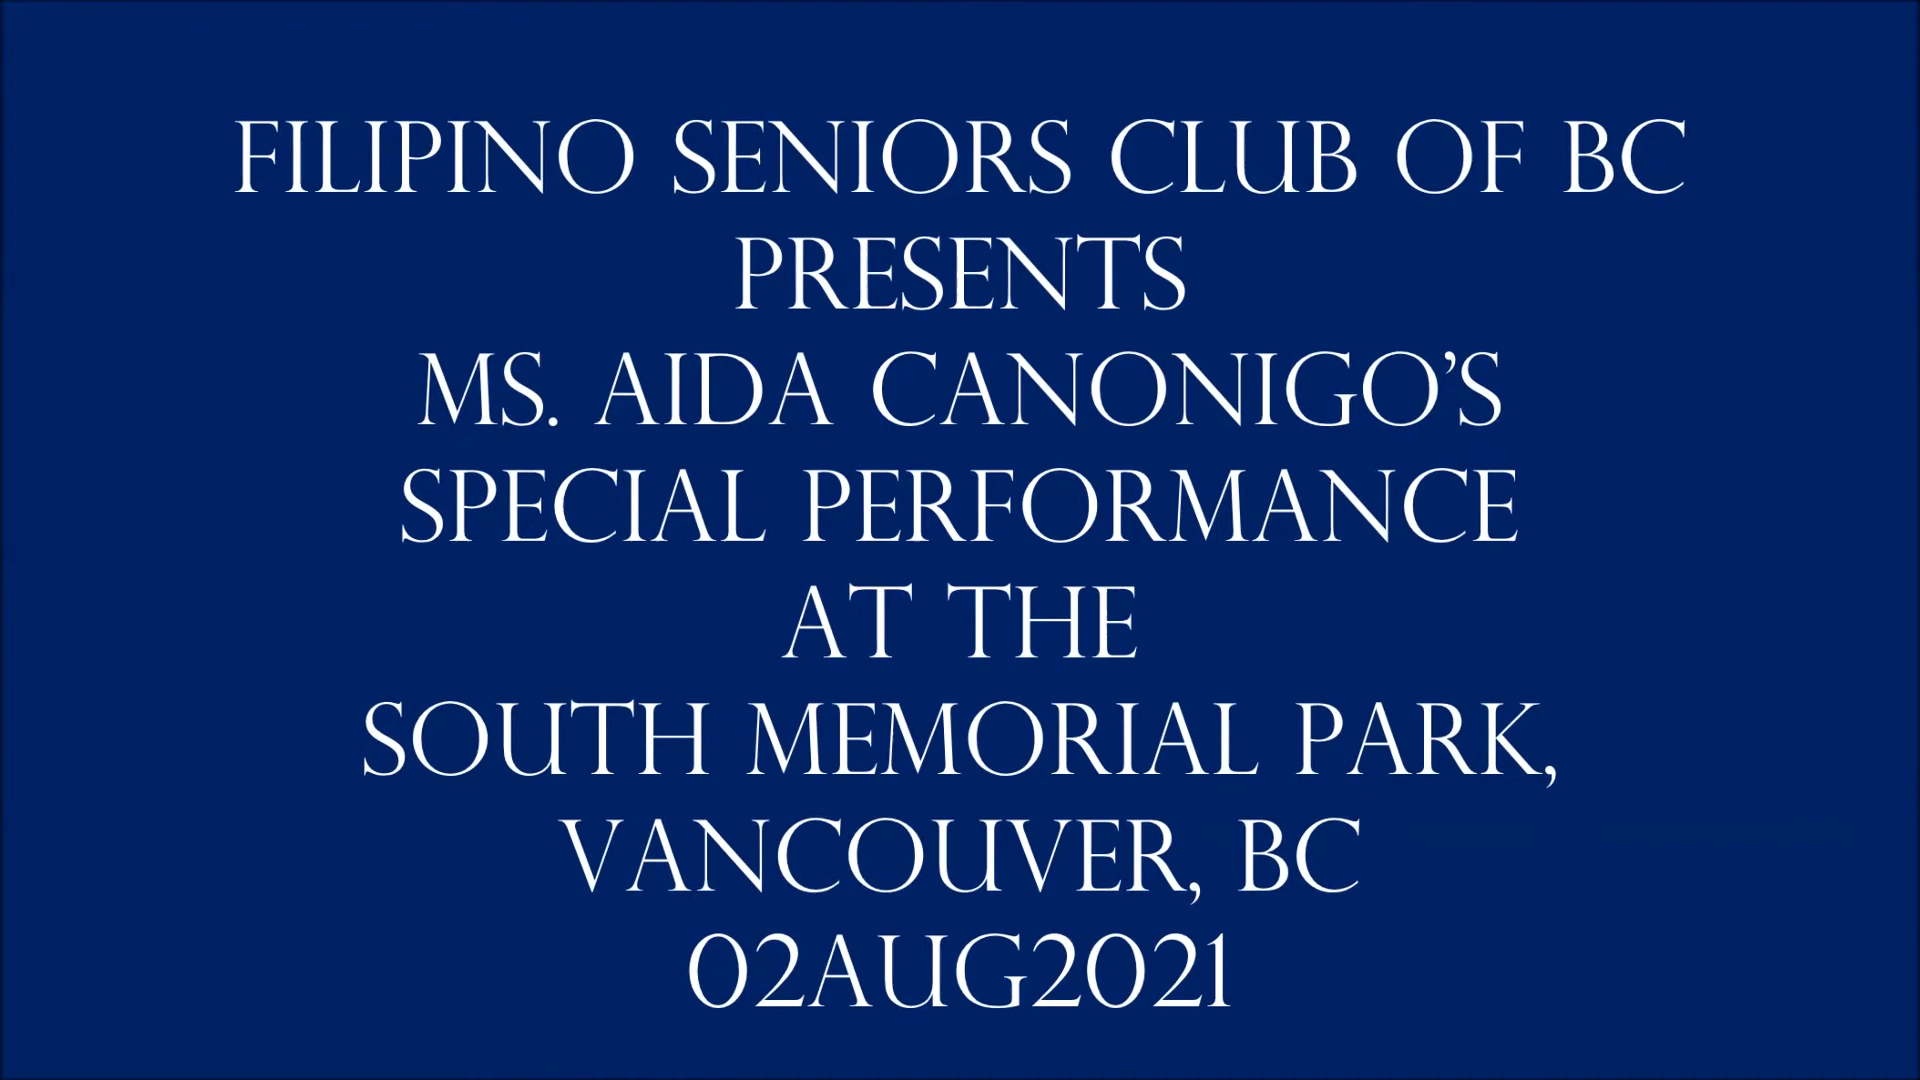 FILIPINO SENIORS CLUB OF BC
PRESENTS
MS. AIDA CANONIGO’S
SPECIAL PERFORMANCE
AT THE
SOUTH MEMORIAL PARK,
VANCOUVER, BC
02AUG2021